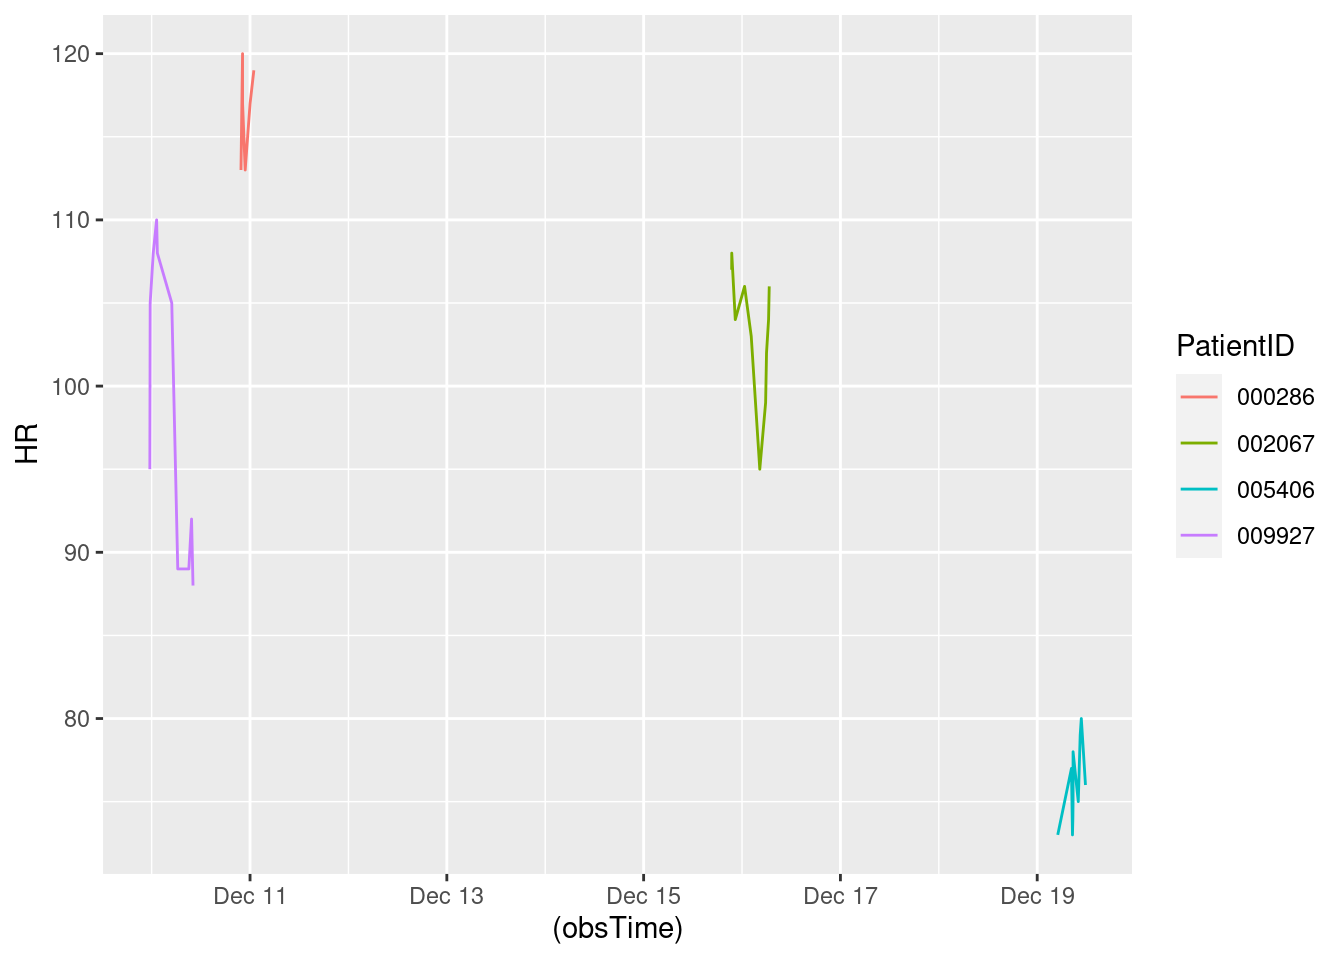 120
110
100
90
80
HR
Dec 11
Dec 13
Dec 15
Dec 17
Dec 19
(obsTime)
PatientID
000286
002067
005406
009927